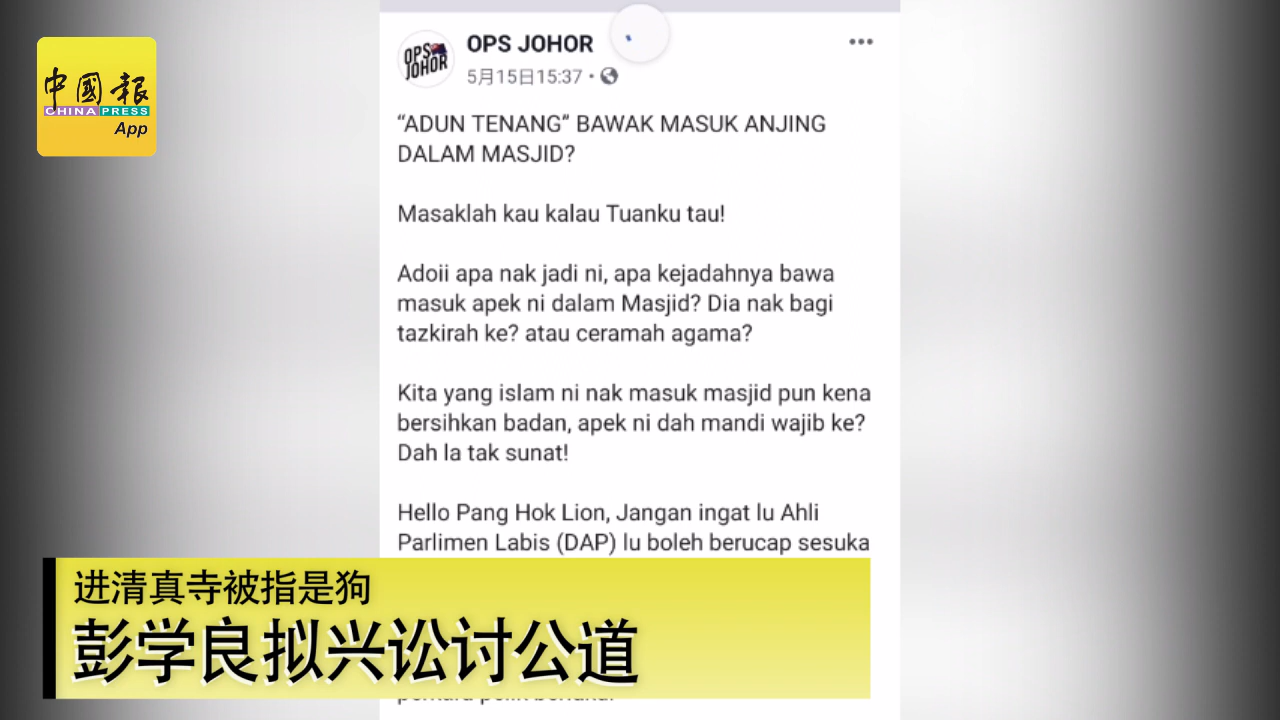 中國報
CHINA PRESS
App
OPS JOHOR
OPS JOHOR
5月15日15:37
“ADUN TENANG” BAWAK MASUK ANJING
DALAM MASJID?
Masaklah kau kalau Tuanku tau!
Adoii apa nak jadi ni, apa kejadahnya bawa
masuk apek ni dalam Masjid? Dia nak bagi
tazkirah ke? atau ceramah agama?
Kita yang islam ni nak masuk masjid pun kena
bersihkan badan, apek ni dah mandi wajib ke?
Dah la tak sunat!
Hello Pang Hok Lion, Jangan ingat lu Ahli
Parlimen Labis (DAP) lu boleh berucap sesuka
进清真寺被指是狗
彭学良拟兴讼讨公道